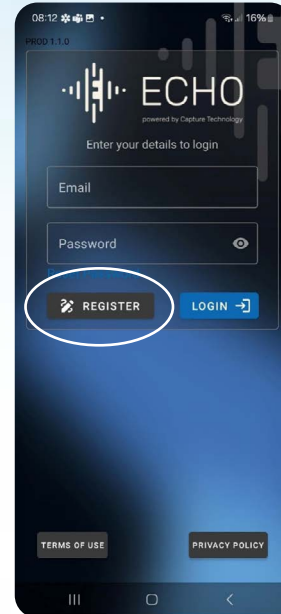 08:12 16%
PROD 1.1.0
ECHO
powered by Capture Technology
Enter your details to login
Email
Password
REGISTER
LOGIN
TERMS OF USE
PRIVACY POLICY